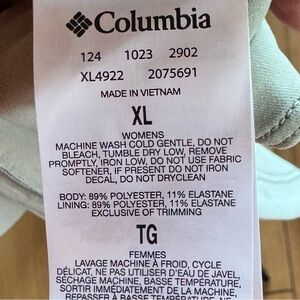 Columbia
124 1023 2902
XL4922 2075691
MADE IN VIETNAM
XL
WOMENS
MACHINE WASH COLD GENTLE, DO NOT
BLEACH, TUMBLE DRY LOW, REMOVE
PROMPTLY, IRON LOW, DO NOT USE FABRIC
SOFTENER, IF PRESENT DO NOT IRON
DECAL, DO NOT DRYCLEAN
BODY: 89% POLYESTER, 11% ELASTANE
LINING: 89% POLYESTER, 11% ELASTANE
EXCLUSIVE OF TRIMMING
TG
FEMMES
LAVAGE MACHINE À FROID, CYCLE
DÉLICAT, NE PAS UTILISER D'EAU DE JAVEL,
SÉCHAGE MACHINE, BASSE TEMPÉRATURE,
SORTIR IMMÉDIATEMENT DE LA MACHINE,
REPASSER À BASSE TEMPÉRATURE